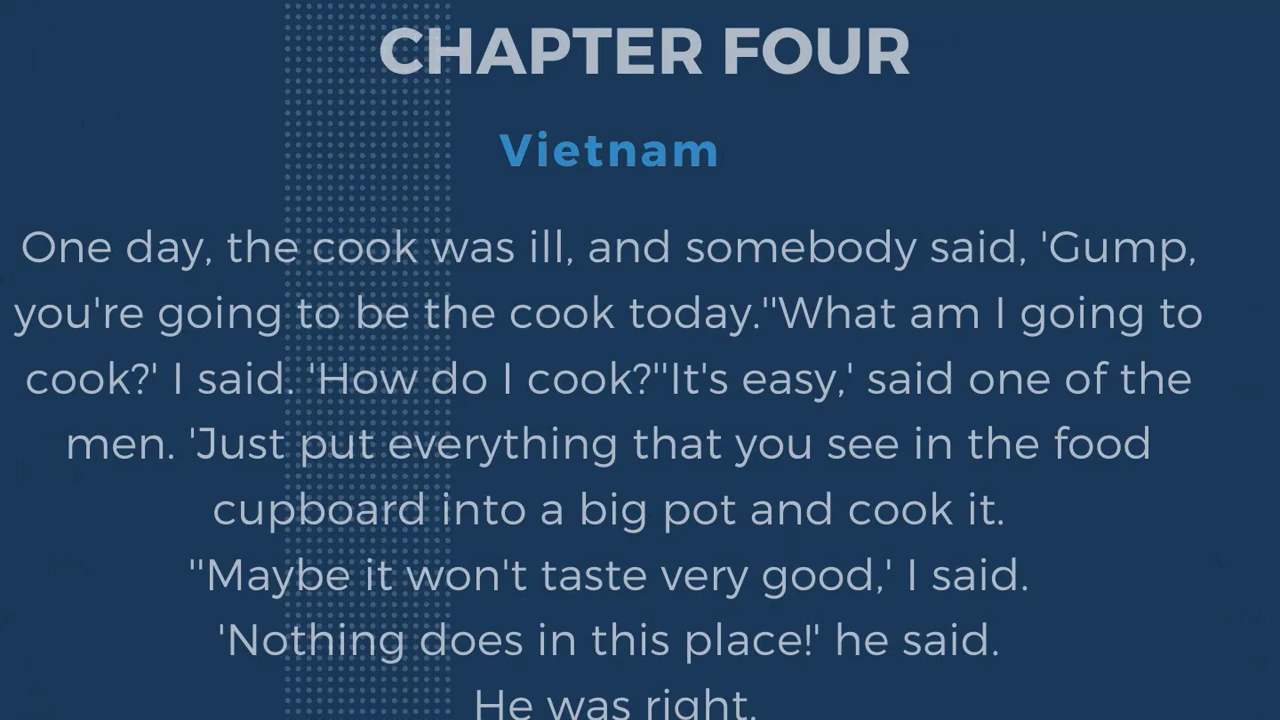 CHAPTER FOUR
Vietnam
One day, the cook was ill, and somebody said, 'Gump,
you're going to be the cook today.''What am I going to
cook?' I said. 'How do I cook?''It's easy,' said one of the
men. 'Just put everything that you see in the food
cupboard into a big pot and cook it.
''Maybe it won't taste very good,' I said.
'Nothing does in this place!' he said.
He was right.